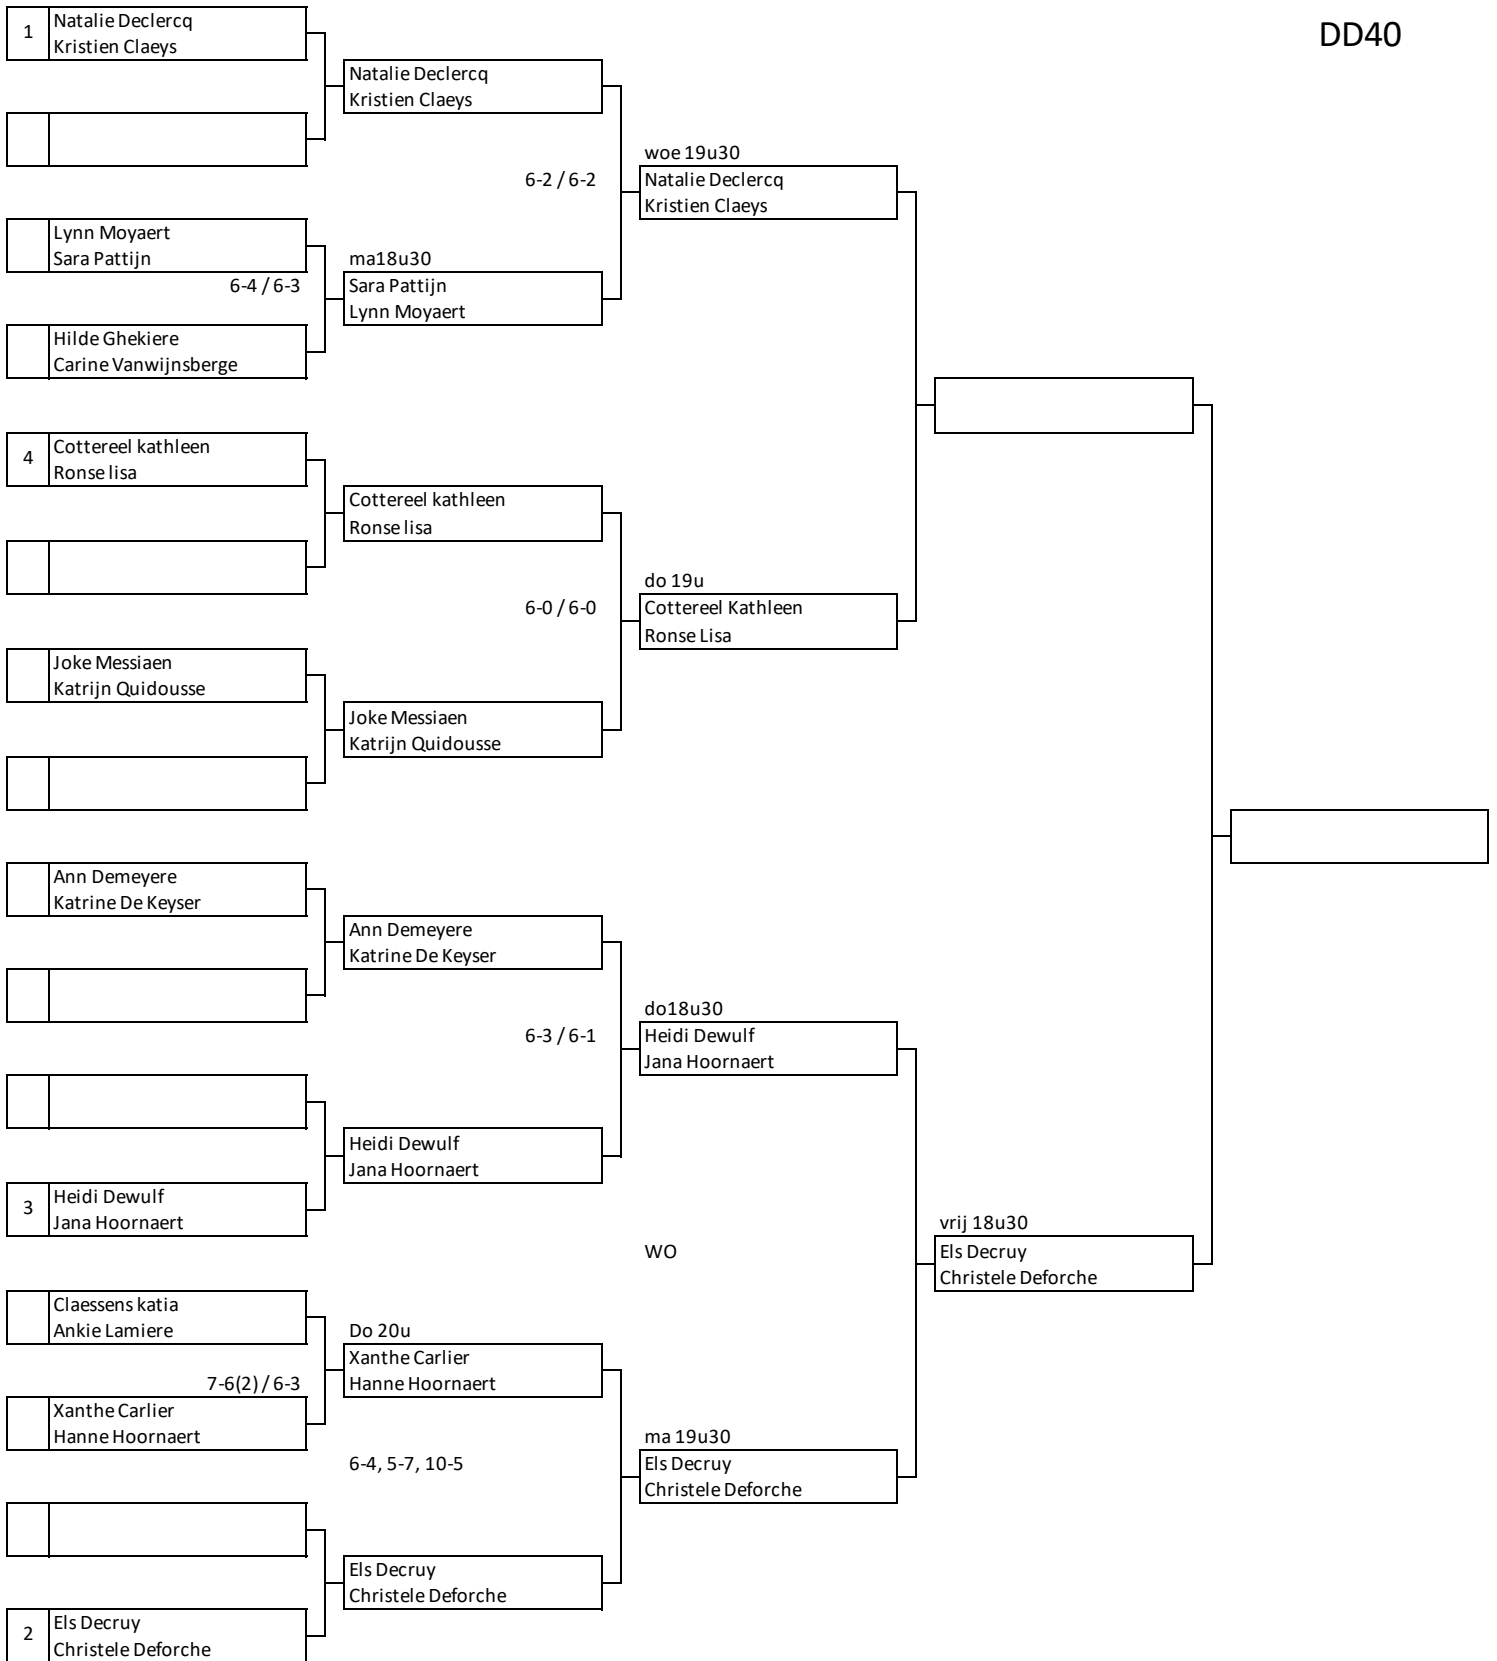 DD40
1
Natalie Declercq
Kristien Claeys
Natalie Declercq
Kristien Claeys
woe 19u30
6-2 / 6-2
Natalie Declercq
Kristien Claeys
Lynn Moyaert
Sara Pattijn
ma18u30
6-4 / 6-3
Sara Pattijn
Lynn Moyaert
Hilde Ghekiere
Carine Vanwijnsberge
4
Cottereel kathleen
Ronse lisa
Cottereel kathleen
Ronse lisa
do 19u
6-0 / 6-0
Cottereel Kathleen
Ronse Lisa
Joke Messiaen
Katrijn Quidousse
Joke Messiaen
Katrijn Quidousse
Ann Demeyere
Katrine De Keyser
Ann Demeyere
Katrine De Keyser
do18u30
6-3 / 6-1
Heidi Dewulf
Jana Hoornaert
Heidi Dewulf
Jana Hoornaert
3
Heidi Dewulf
Jana Hoornaert
vrij 18u30
WO
Els Decruy
Christele Deforche
Claessens katia
Ankie Lamiere
Do 20u
Xanthe Carlier
Hanne Hoornaert
7-6(2) / 6-3
Xanthe Carlier
Hanne Hoornaert
ma 19u30
6-4, 5-7, 10-5
Els Decruy
Christele Deforche
Els Decruy
Christele Deforche
2
Els Decruy
Christele Deforche